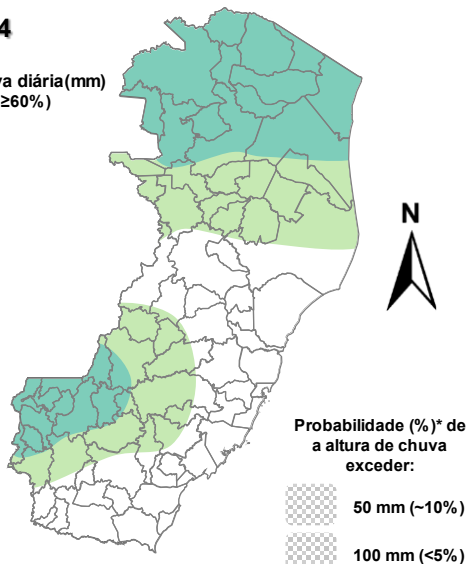 4
va diária(mm)
≥60%)
N
Probabilidade (%)* de
a altura de chuva
exceder:
50 mm (~10%)
100 mm (<5%)